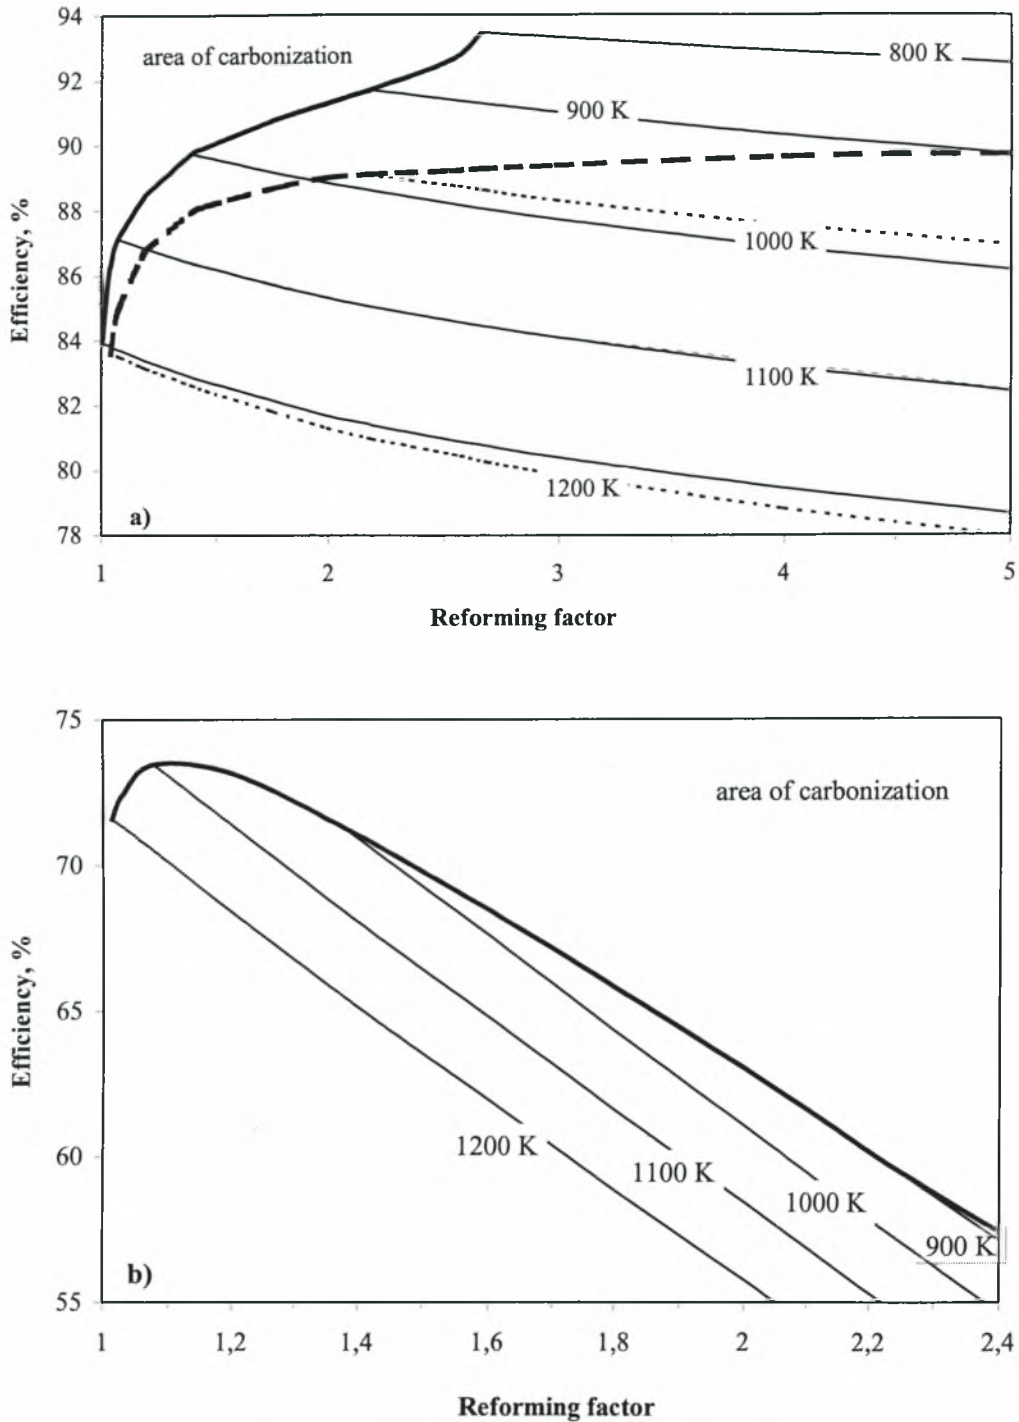 94
area of carbonization
800 K
92
900 K
90
88
1000 K
86
84
1100 K
82
80
1200 K
a)
78
1
2
3
4
5
Efficiency, %
Reforming factor
75
area of carbonization
70
65
1200 K
60
1100 K
1000 K
900 K
b)
55
1
1,2
1,4
1,6
1,8
2
2,2
2,4
Efficiency, %
Reforming factor